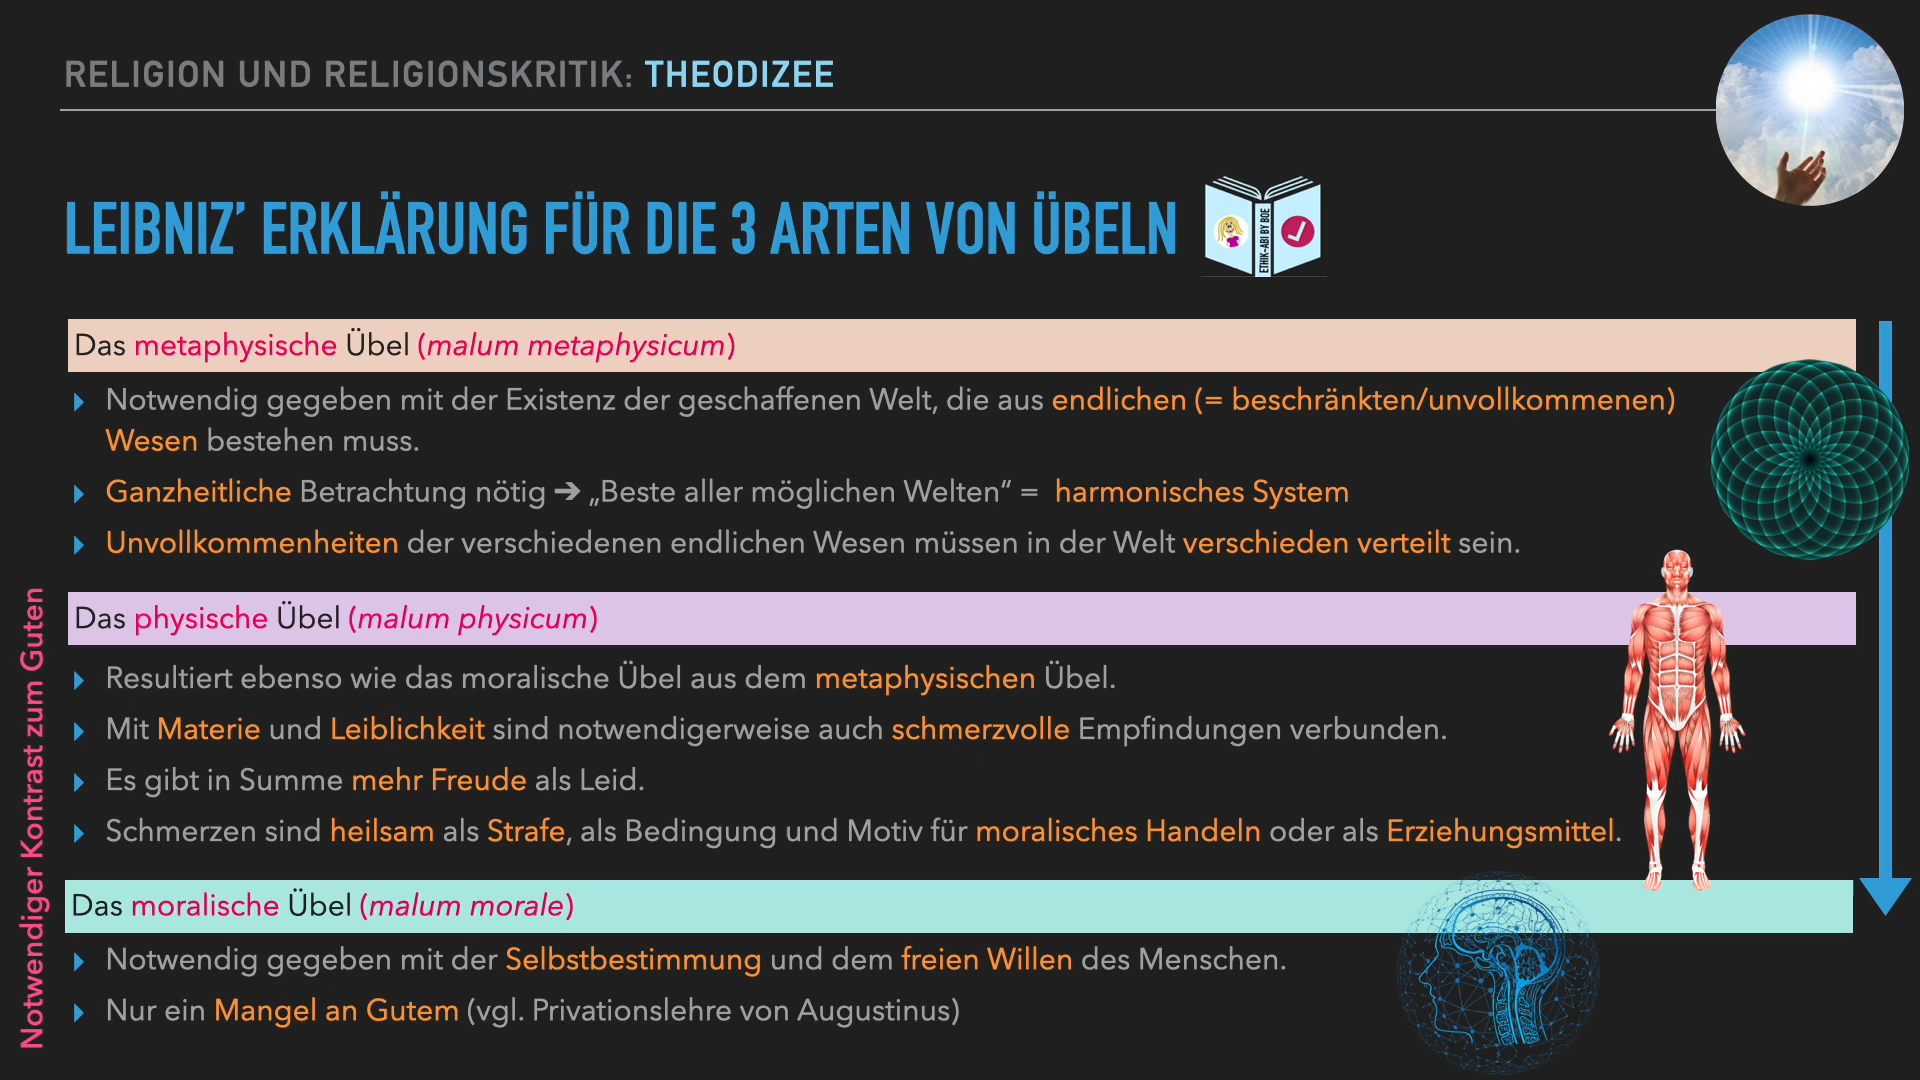 RELIGION UND RELIGIONSKRITIK: THEODIZEE
LEIBNIZ’ ERKLÄRUNG FÜR DIE 3 ARTEN VON ÜBELN
ETHIK-ABI BY BOE
Das metaphysische Übel (malum metaphysicum)
Notwendig gegeben mit der Existenz der geschaffenen Welt, die aus endlichen (= beschränkten/unvollkommenen)
Wesen bestehen muss.
Ganzheitliche Betrachtung nötig ➔ „Beste aller möglichen Welten“ = harmonisches System
Unvollkommenheiten der verschiedenen endlichen Wesen müssen in der Welt verschieden verteilt sein.
Das physische Übel (malum physicum)
Resultiert ebenso wie das moralische Übel aus dem metaphysischen Übel.
Mit Materie und Leiblichkeit sind notwendigerweise auch schmerzvolle Empfindungen verbunden.
Es gibt in Summe mehr Freude als Leid.
Schmerzen sind heilsam als Strafe, als Bedingung und Motiv für moralisches Handeln oder als Erziehungsmittel.
Das moralische Übel (malum morale)
Notwendig gegeben mit der Selbstbestimmung und dem freien Willen des Menschen.
Nur ein Mangel an Gutem (vgl. Privationslehre von Augustinus)
Notwendiger Kontrast zum Guten